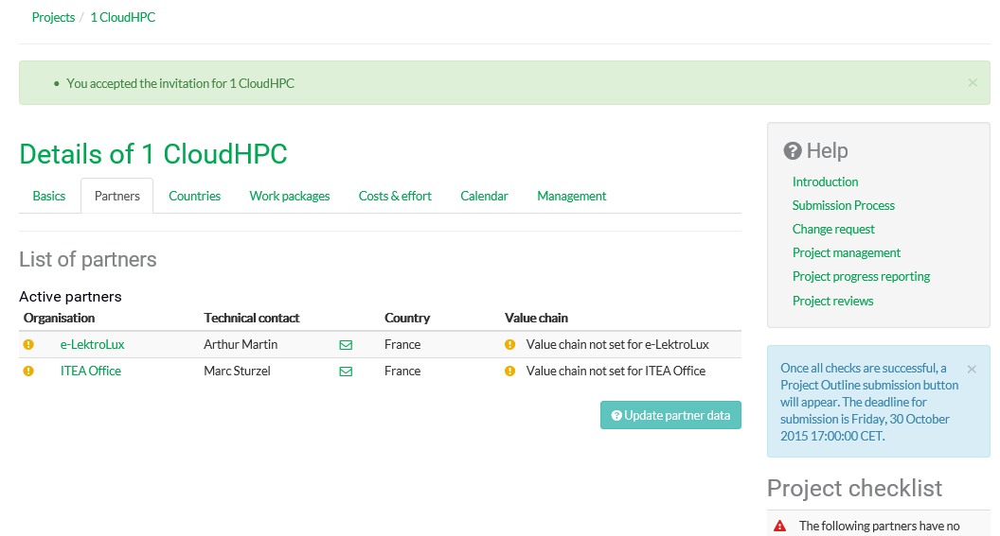 Projects / 1 CloudHPC
• You accepted the invitation for 1 CloudHPC ×
Details of 1 CloudHPC
Basics Partners Countries Work packages Costs & effort Calendar Management
List of partners
Active partners
Organisation Technical contact Country Value chain
e-LektroLux Arthur Martin France Value chain not set for e-LektroLux
ITEA Office Marc Sturzel France Value chain not set for ITEA Office
Update partner data
Help
Introduction
Submission Process
Change request
Project management
Project progress reporting
Project reviews
Once all checks are successful, a ×
Project Outline submission button
will appear. The deadline for
submission is Friday, 30 October
2015 17:00:00 CET.
Project checklist
The following partners have no